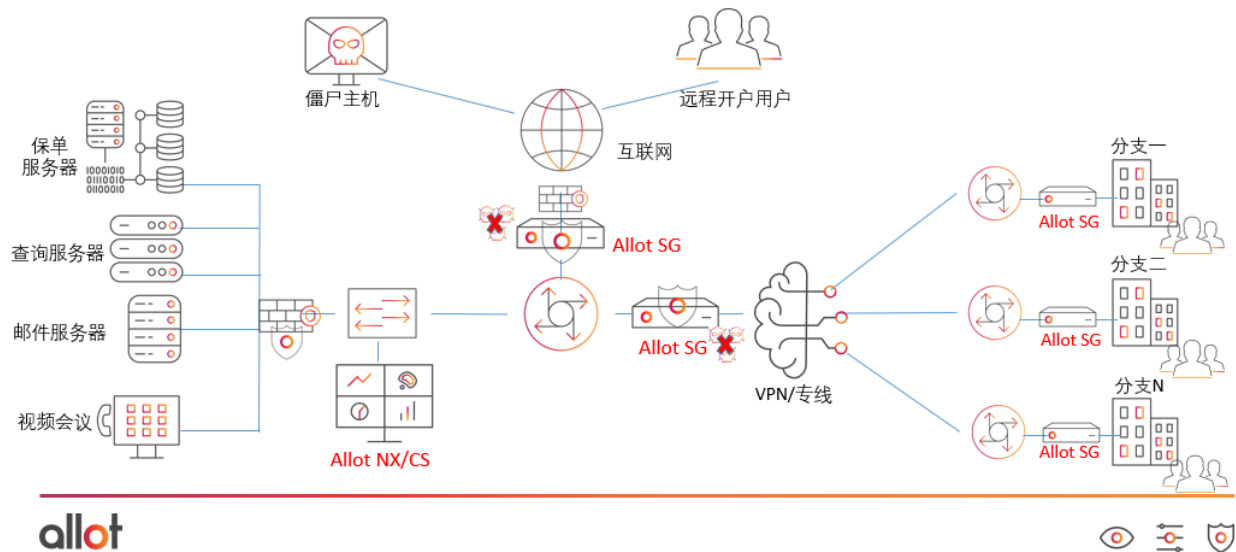 僵尸主机
远程开户用户
互联网
保单
服务器
10001010
01110110
01100010
查询服务器
邮件服务器
视频会议
Allot SG
Allot SG
Allot NX/CS
VPN/专线
分支一
Allot SG
分支二
Allot SG
分支N
Allot SG
allot